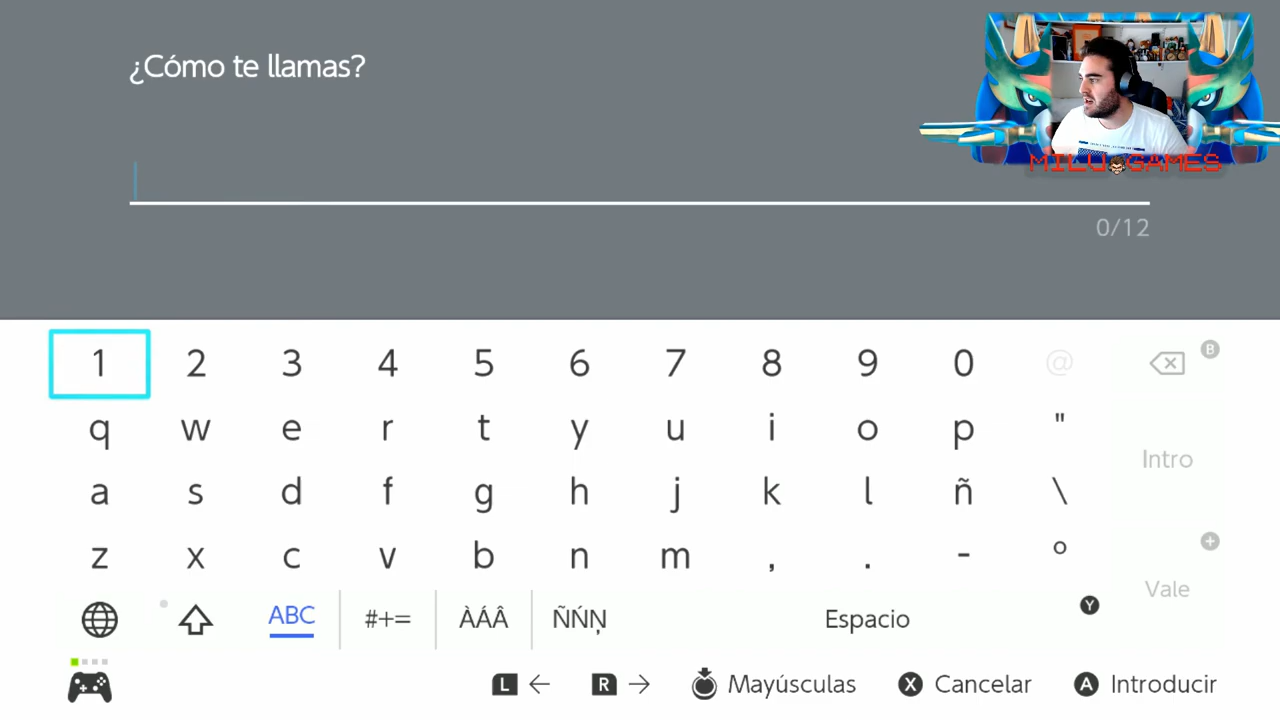 ¿Cómo te llamas?
MILU GAMES
0/12
1 2 3 4 5 6 7 8 9 0 @ B
q w e r t y u i o p " Intro
a s d f g h j k l ñ \
z x c v b n m , . - º + Vale
ABC #+= ÀÁÂ ÑŃŅ Espacio Y
L ← R → Mayúsculas X Cancelar A Introducir